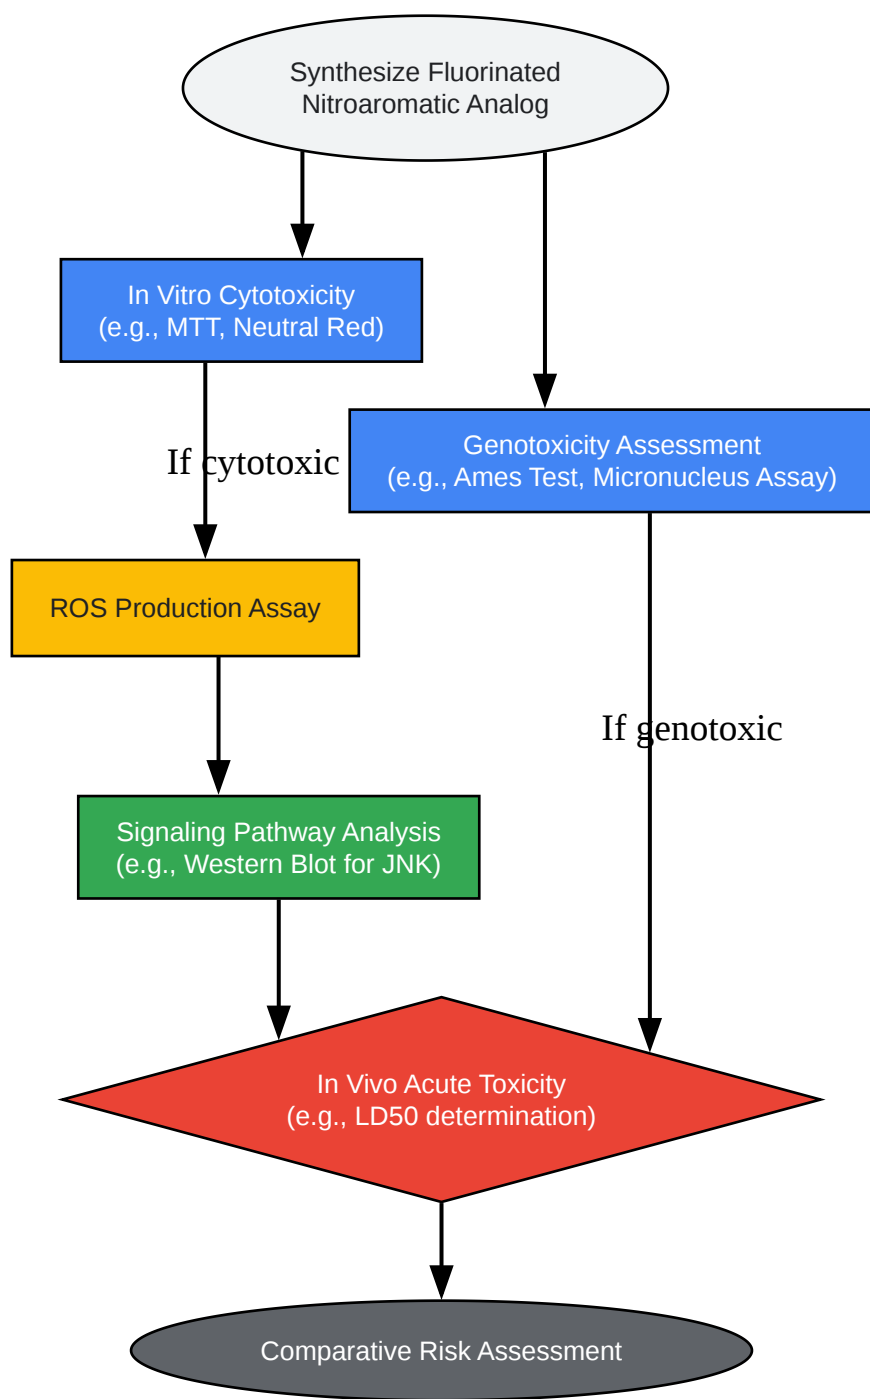 Synthesize Fluorinated
Nitroaromatic Analog
In Vitro Cytotoxicity
(e.g., MTT, Neutral Red)
If cytotoxic
Genotoxicity Assessment
(e.g., Ames Test, Micronucleus Assay)
ROS Production Assay
If genotoxic
Signaling Pathway Analysis
(e.g., Western Blot for JNK)
In Vivo Acute Toxicity
(e.g., LD50 determination)
Comparative Risk Assessment